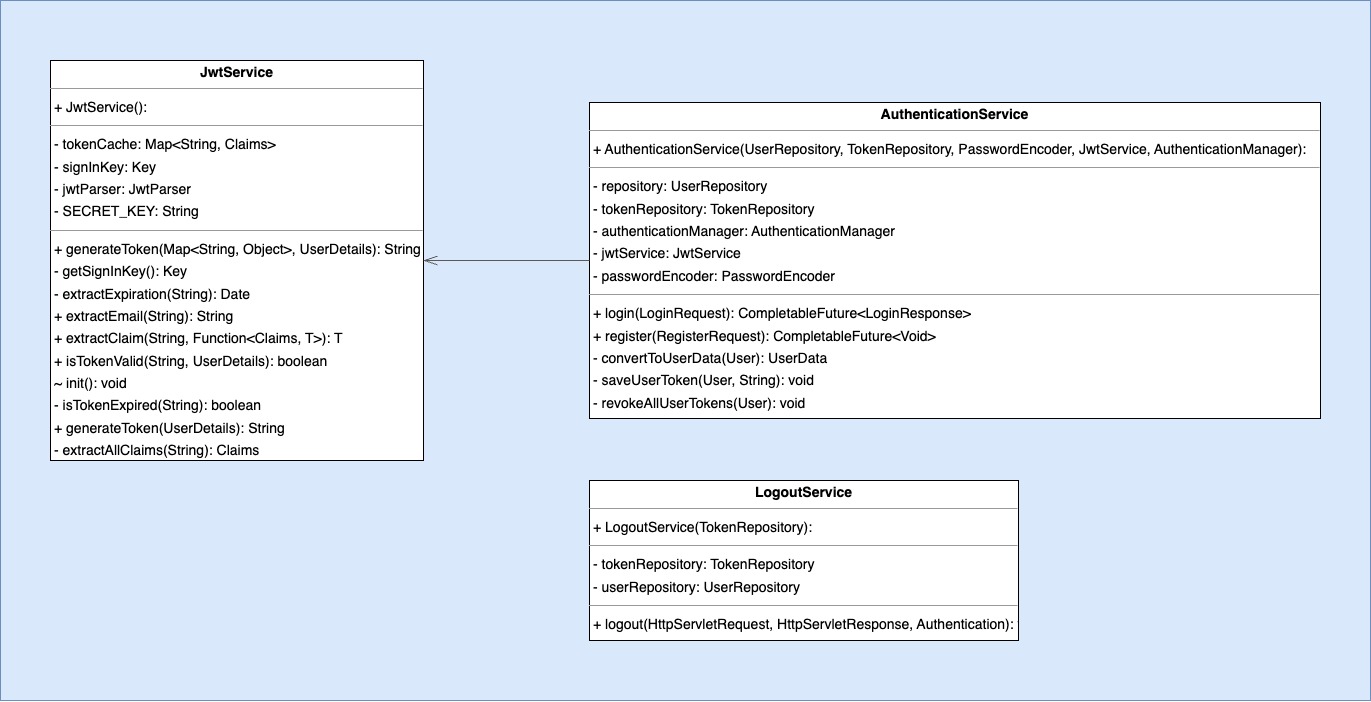 JwtService
+ JwtService():
- tokenCache: Map<String, Claims>
- signInKey: Key
- jwtParser: JwtParser
- SECRET_KEY: String
+ generateToken(Map<String, Object>, UserDetails): String
- getSignInKey(): Key
- extractExpiration(String): Date
+ extractEmail(String): String
+ extractClaim(String, Function<Claims, T>): T
+ isTokenValid(String, UserDetails): boolean
~ init(): void
- isTokenExpired(String): boolean
+ generateToken(UserDetails): String
- extractAllClaims(String): Claims
AuthenticationService
+ AuthenticationService(UserRepository, TokenRepository, PasswordEncoder, JwtService, AuthenticationManager):
- repository: UserRepository
- tokenRepository: TokenRepository
- authenticationManager: AuthenticationManager
- jwtService: JwtService
- passwordEncoder: PasswordEncoder
+ login(LoginRequest): CompletableFuture<LoginResponse>
+ register(RegisterRequest): CompletableFuture<Void>
- convertToUserData(User): UserData
- saveUserToken(User, String): void
- revokeAllUserTokens(User): void
LogoutService
+ LogoutService(TokenRepository):
- tokenRepository: TokenRepository
- userRepository: UserRepository
+ logout(HttpServletRequest, HttpServletResponse, Authentication):